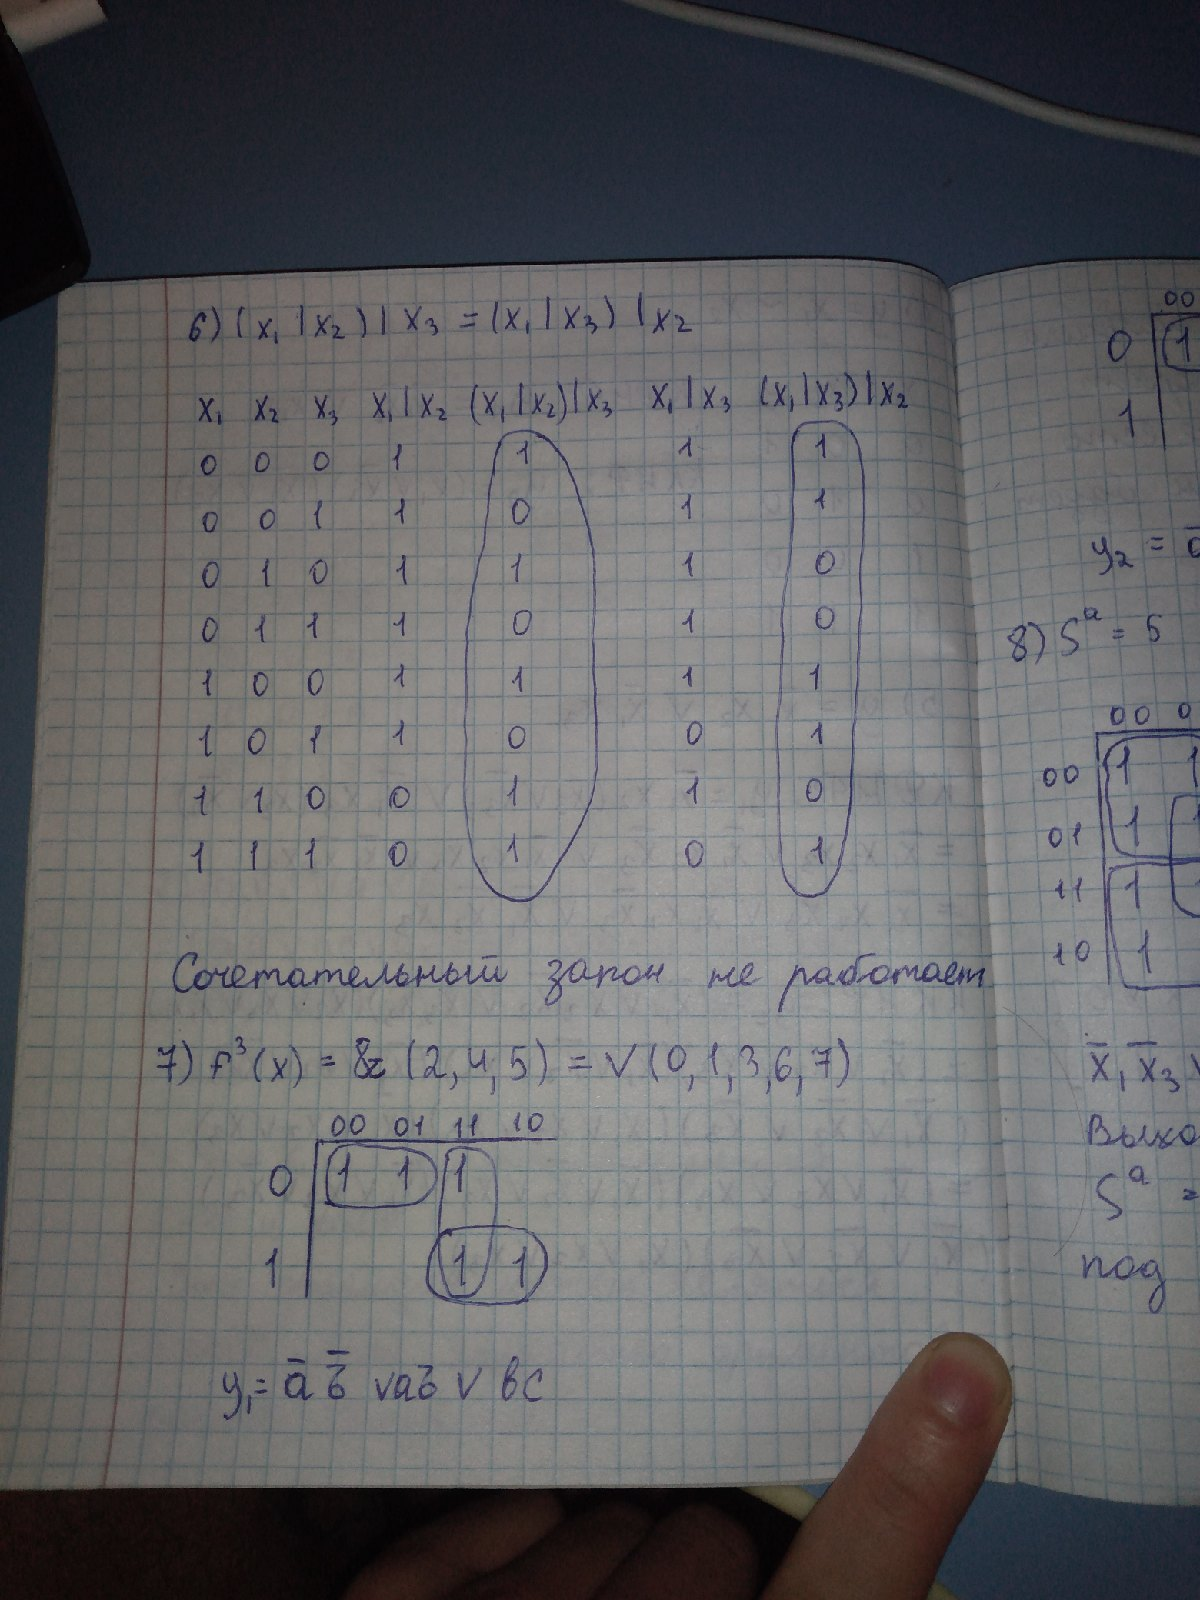 6) (x₁ | x₂) | x₃ = (x₁ | x₃) | x₂
x₁ x₂ x₃ x₁ | x₂ (x₁ | x₂) | x₃ x₁ | x₃ (x₁ | x₃) | x₂
0 0 0 1 1 1 1
0 0 1 1 0 1 1
0 1 0 1 1 1 0
0 1 1 1 0 1 0
1 0 0 1 1 1 1
1 0 1 1 0 0 1
1 1 0 0 1 1 0
1 1 1 0 1 0 1
Сочетательный закон не работает
7) f³(x) = & (2,4,5) = V (0,1,3,6,7)
00 01 11 10
0 1 1 1
1 1 1
y₁ = a̅ b̅ v ab v bc
00
0 1
1
y₂ =
8) Sᵃ = 5
00 0
00 1 1
01 1 1
11 1 1
10 1
x̅₁ x̅₃ v
Выхо
Sᵃ =
под